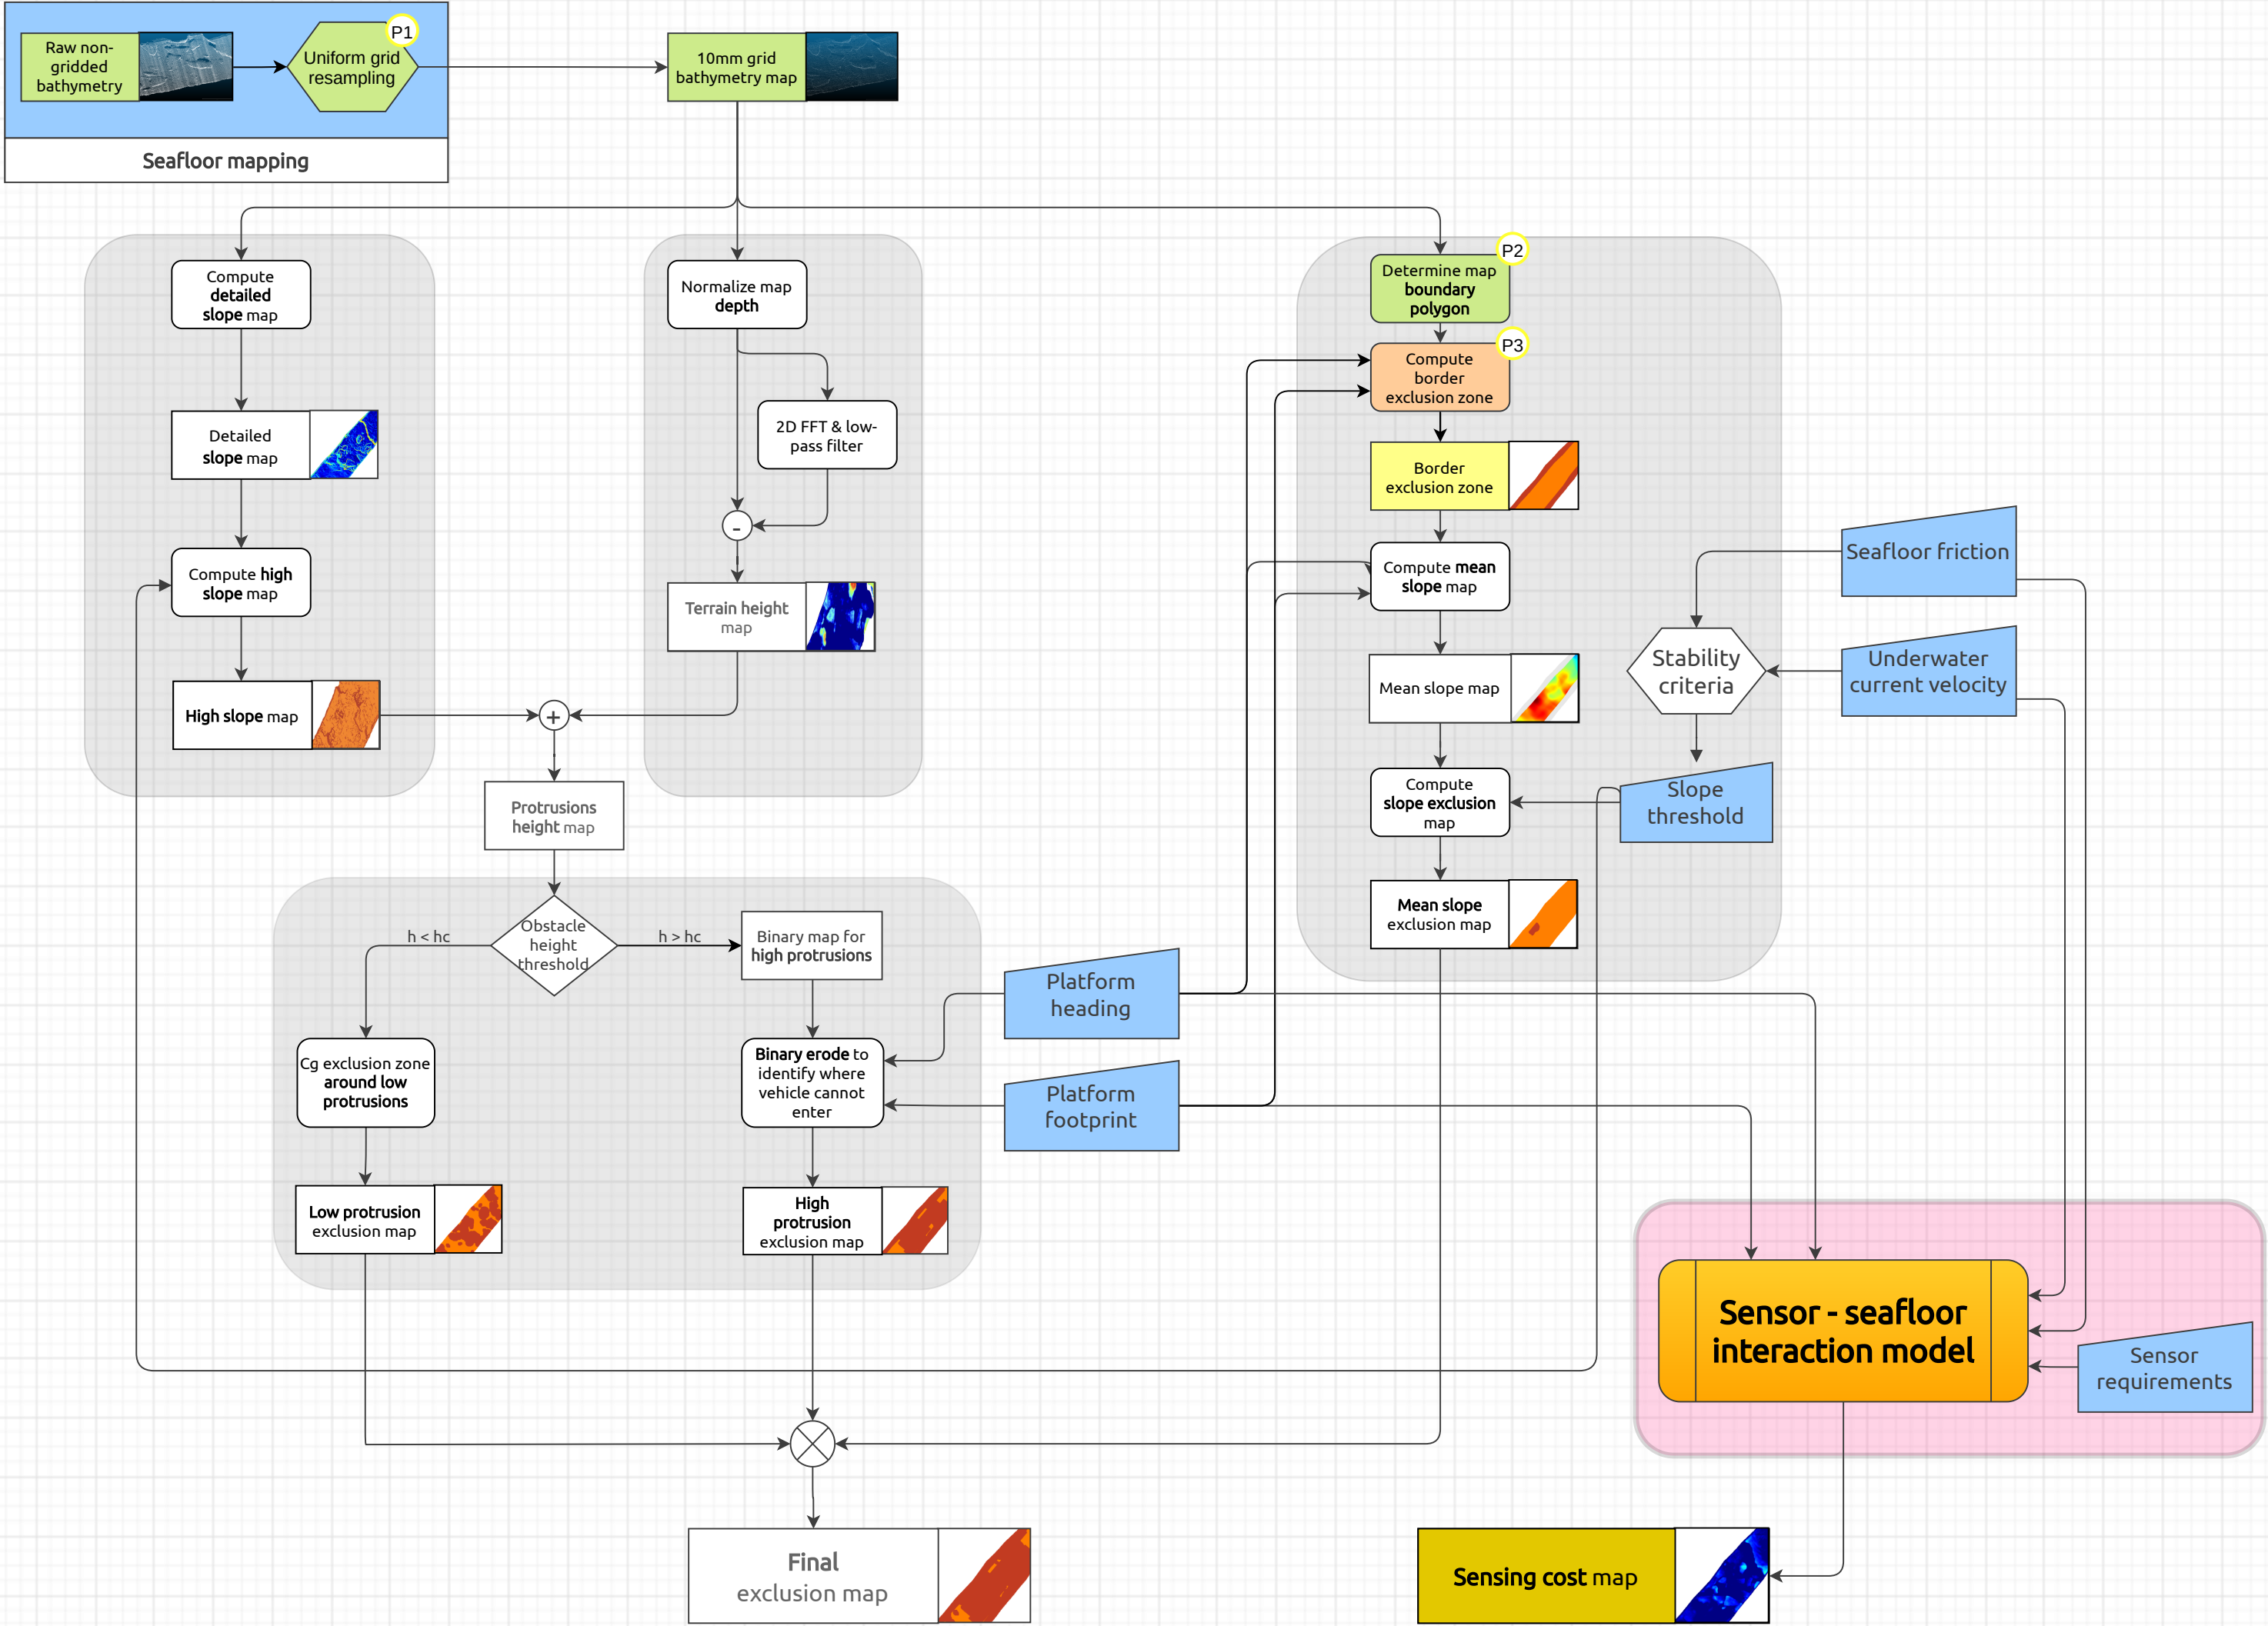 Raw non-
gridded
bathymetry
P1
Uniform grid
resampling
Seafloor mapping
10mm grid
bathymetry map
Compute
detailed
slope map
Detailed
slope map
Compute high
slope map
High slope map
Normalize map
depth
2D FFT & low-
pass filter
-
Terrain height
map
+
Protrusions
height map
Obstacle
height
threshold
h < hc
h > hc
Binary map for
high protrusions
Cg exclusion zone
around low
protrusions
Binary erode to
identify where
vehicle cannot
enter
Low protrusion
exclusion map
High
protrusion
exclusion map
Platform
heading
Platform
footprint
P2
Determine map
boundary
polygon
P3
Compute
border
exclusion zone
Border
exclusion zone
Compute mean
slope map
Mean slope map
Compute
slope exclusion
map
Mean slope
exclusion map
Seafloor friction
Underwater
current velocity
Stability
criteria
Slope
threshold
Sensor - seafloor
interaction model
Sensor
requirements
Final
exclusion map
Sensing cost map